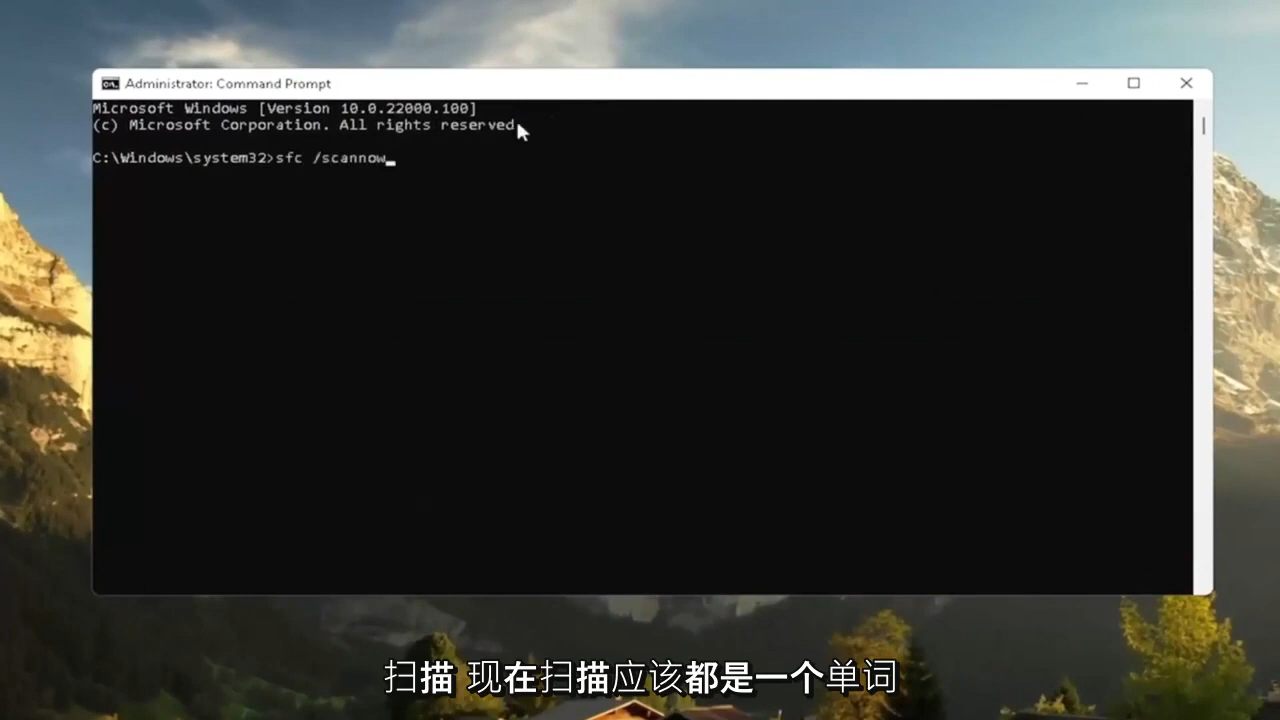 Administrator: Command Prompt
Microsoft Windows [Version 10.0.22000.100]
(c) Microsoft Corporation. All rights reserved.
C:\Windows\system32>sfc /scannow
扫描 现在扫描应该都是一个单词